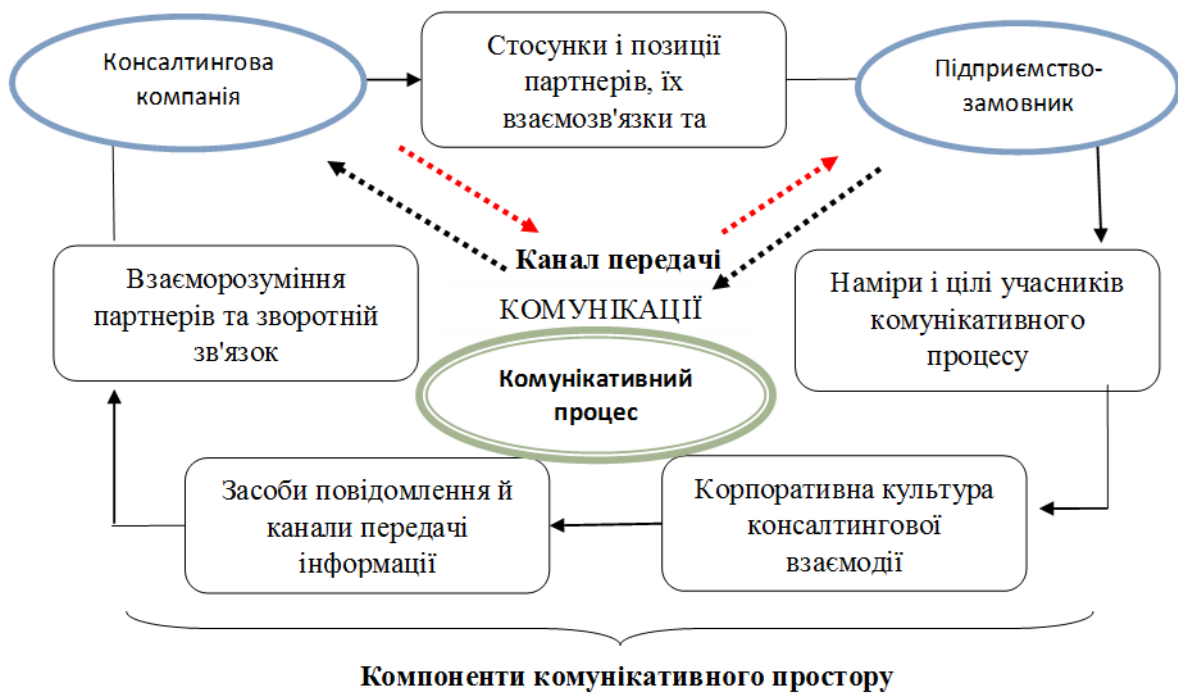 Консалтингова
компанія
Стосунки і позиції
партнерів, їх
взаємозв'язки та
Підприємство-
замовник
Канал передачі
КОМУНІКАЦІЇ
Взаєморозуміння
партнерів та зворотній
зв'язок
Наміри і цілі учасників
комунікативного
процесу
Комунікативний
процес
Засоби повідомлення й
канали передачі
інформації
Корпоративна культура
консалтингової
взаємодії
Компоненти комунікативного простору